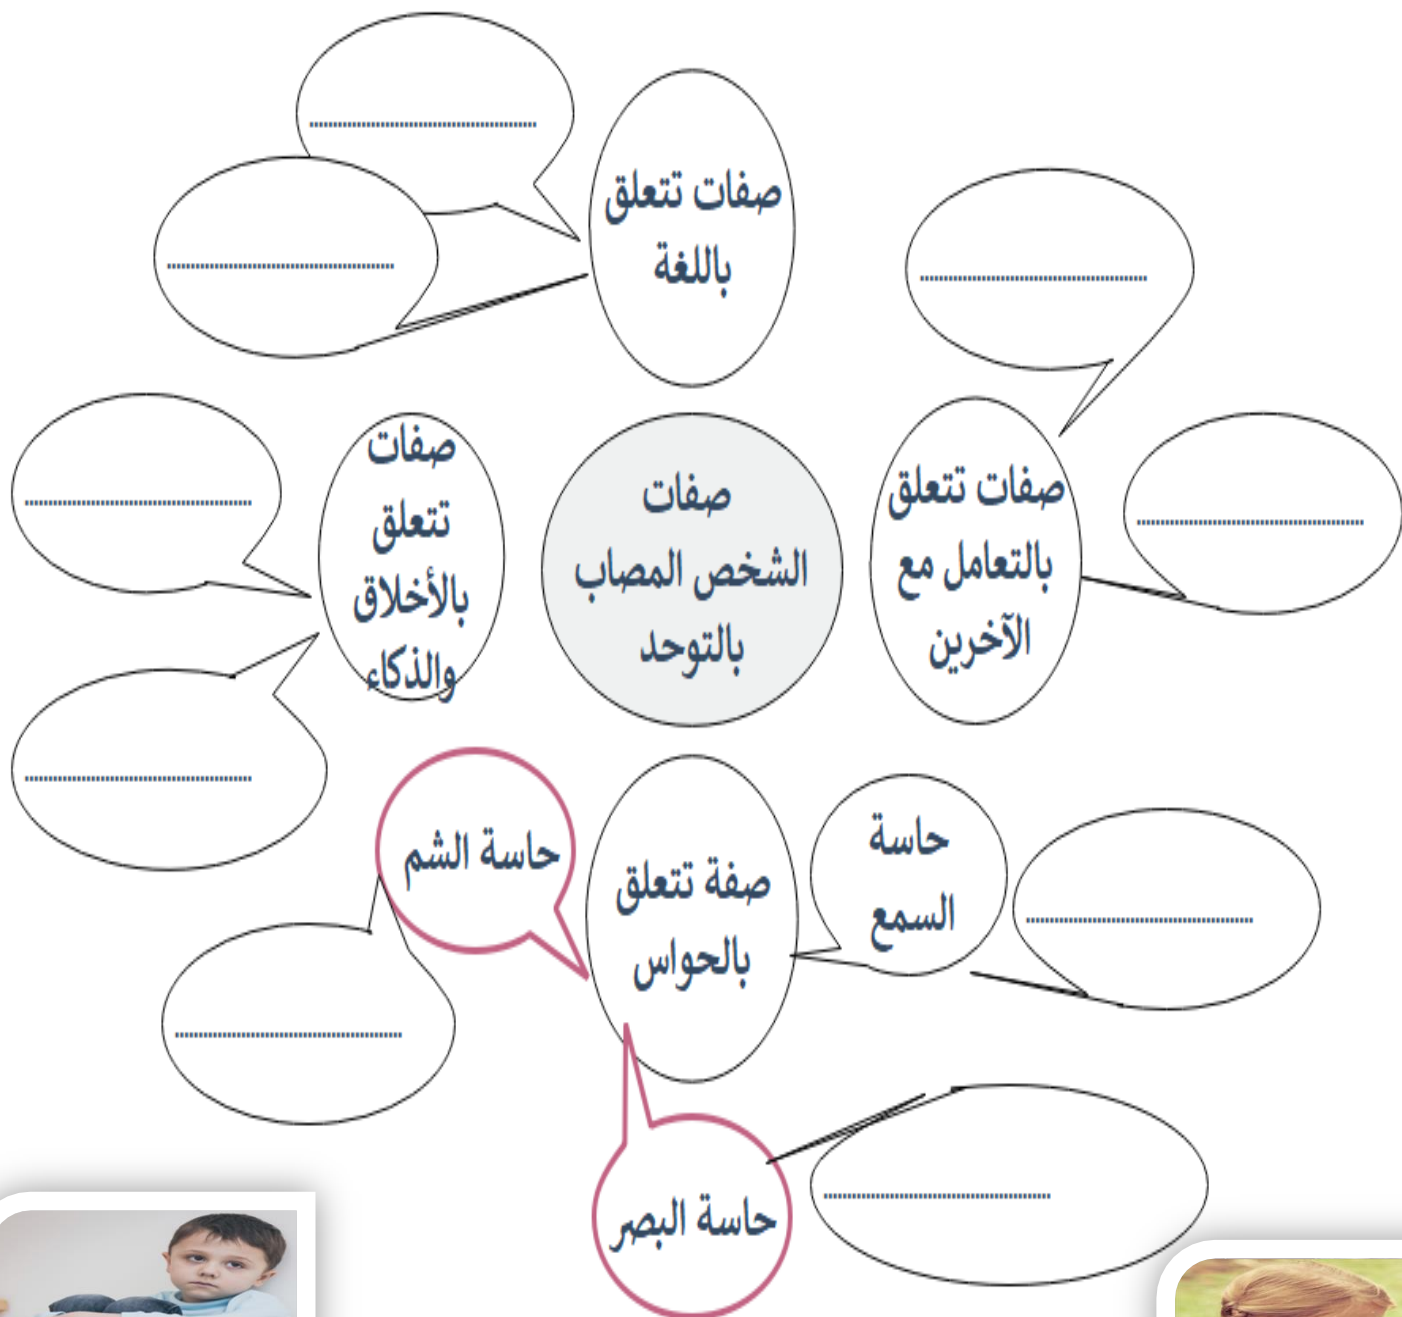 صفات تتعلق
باللغة
صفات
الشخص المصاب
بالتوحد
صفات تتعلق
بالتعامل مع
الآخرين
صفات
تتعلق
بالأخلاق
والذكاء
صفة تتعلق
بالحواس
حاسة
السمع
حاسة الشم
حاسة البصر